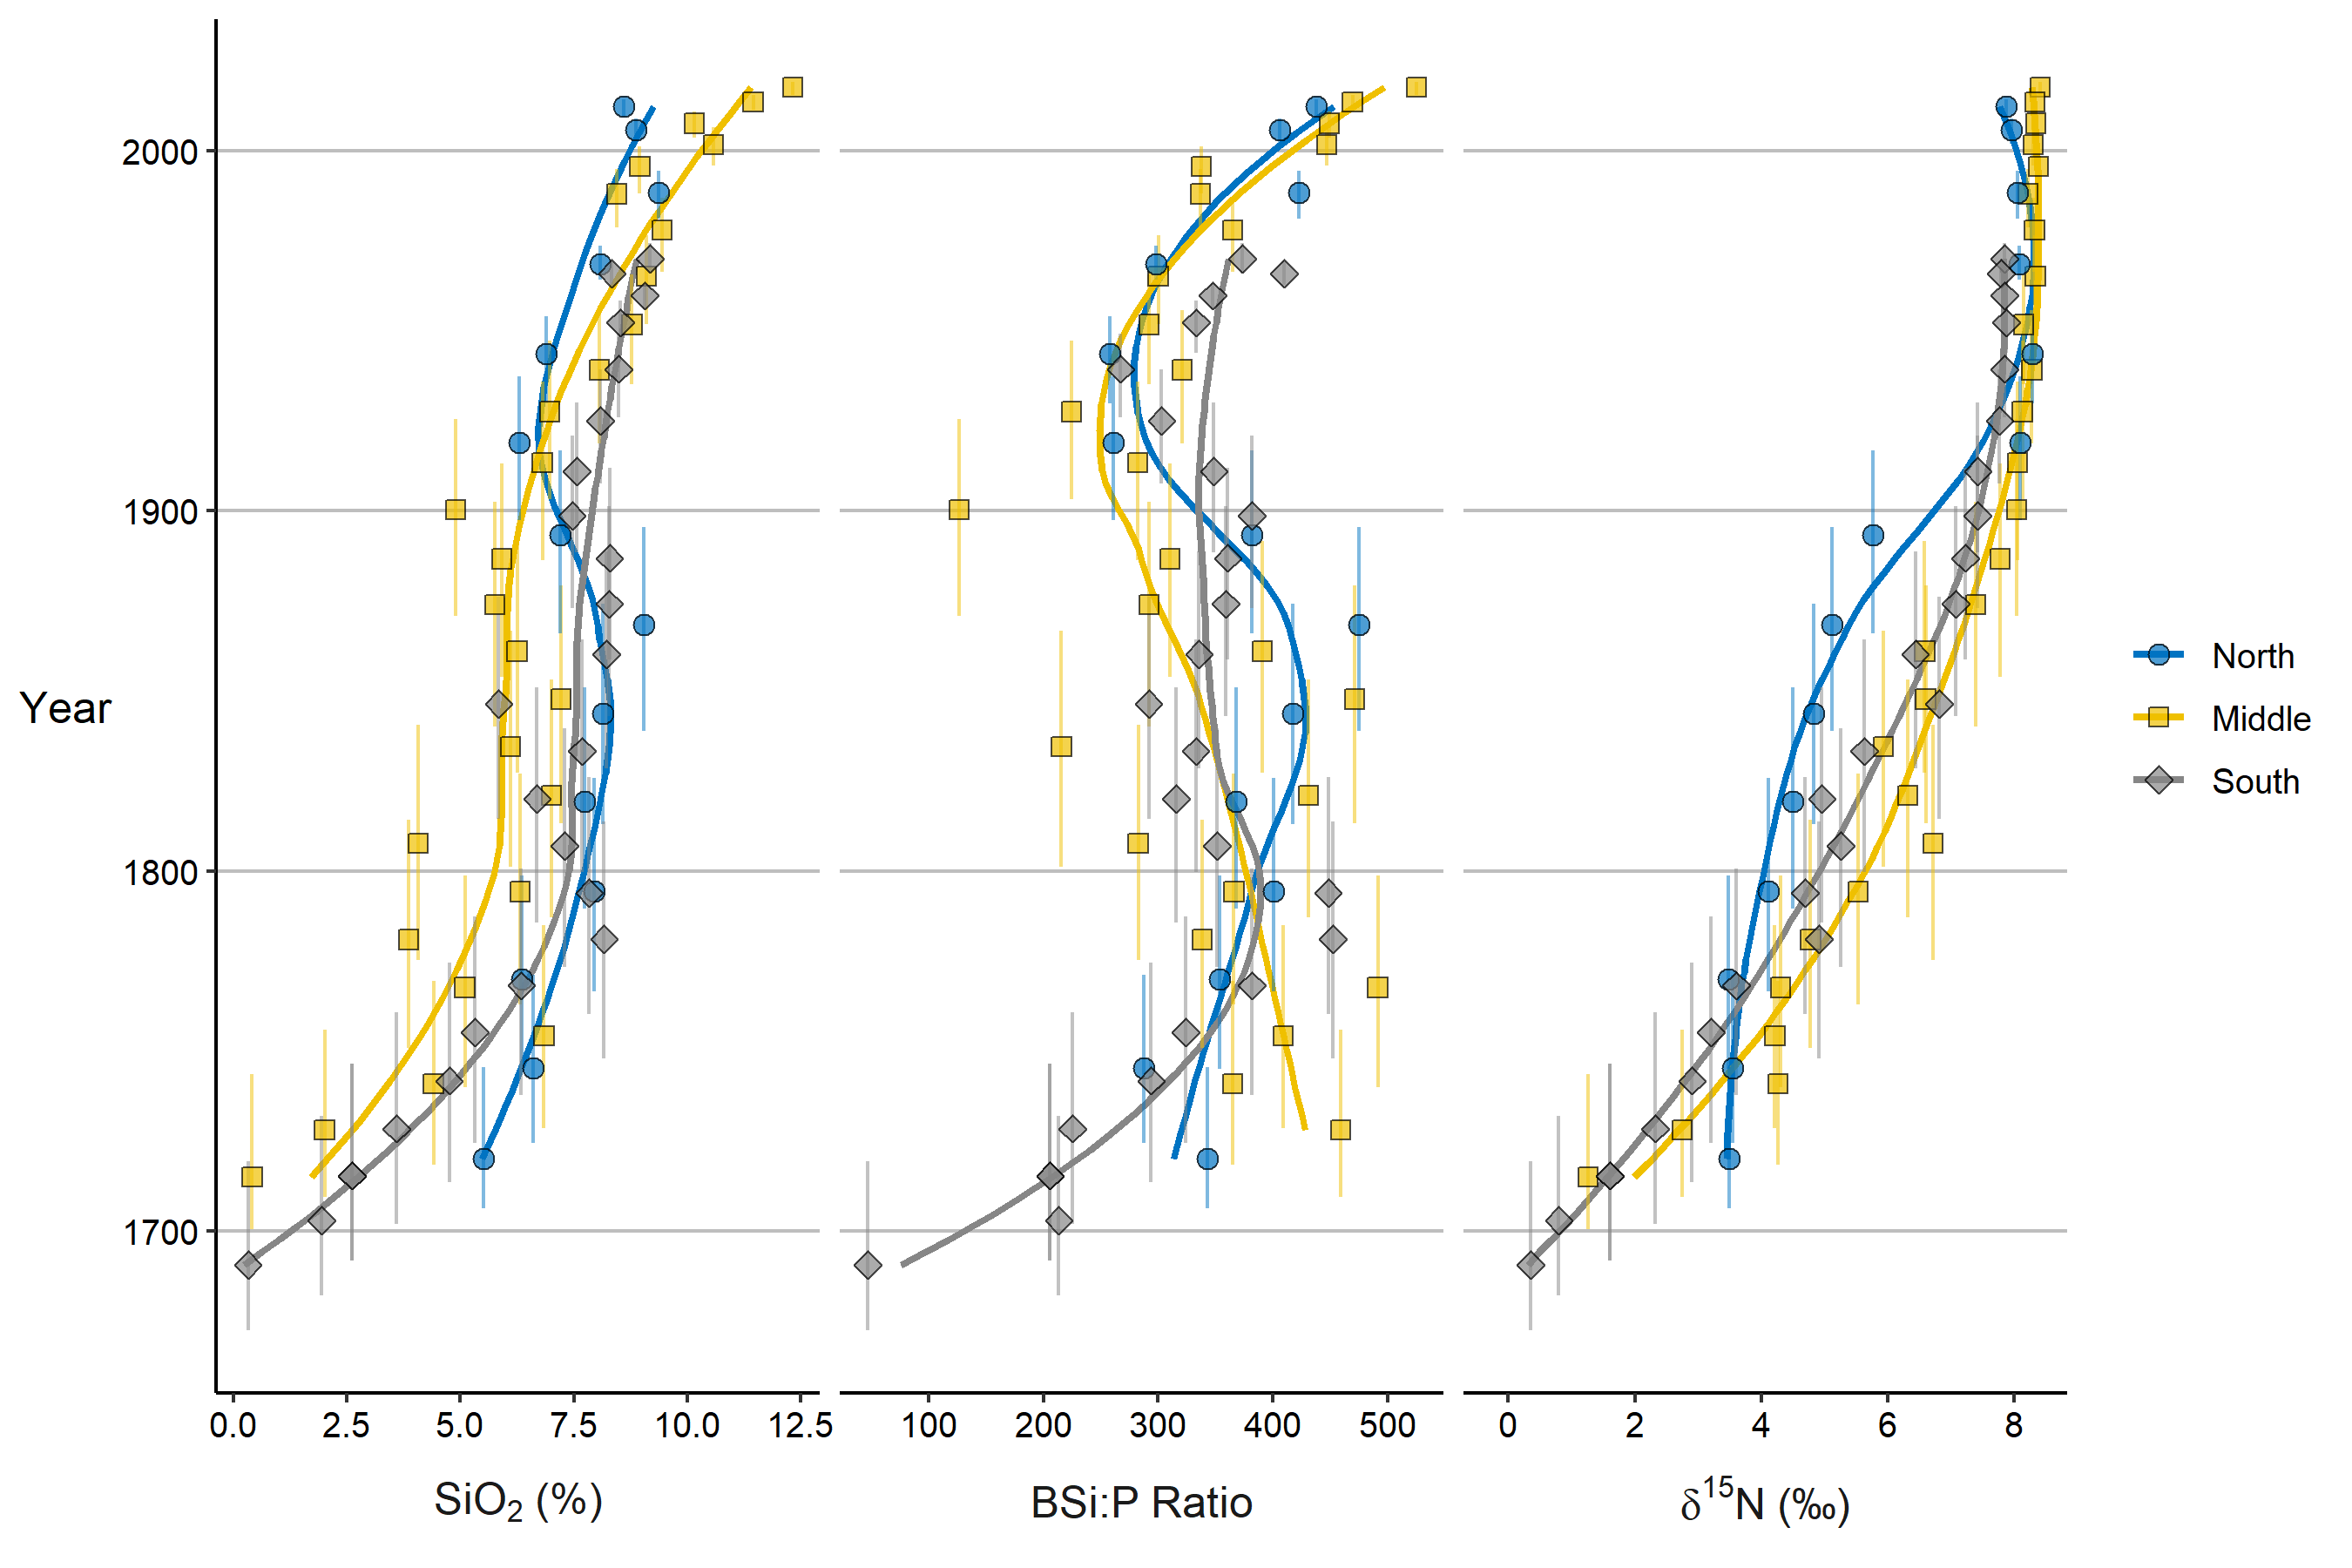 2000
1900
Year
1800
1700
North
Middle
South
0.0 2.5 5.0 7.5 10.0 12.5 100 200 300 400 500 0 2 4 6 8
SiO₂ (%) BSi:P Ratio δ¹⁵N (‰)